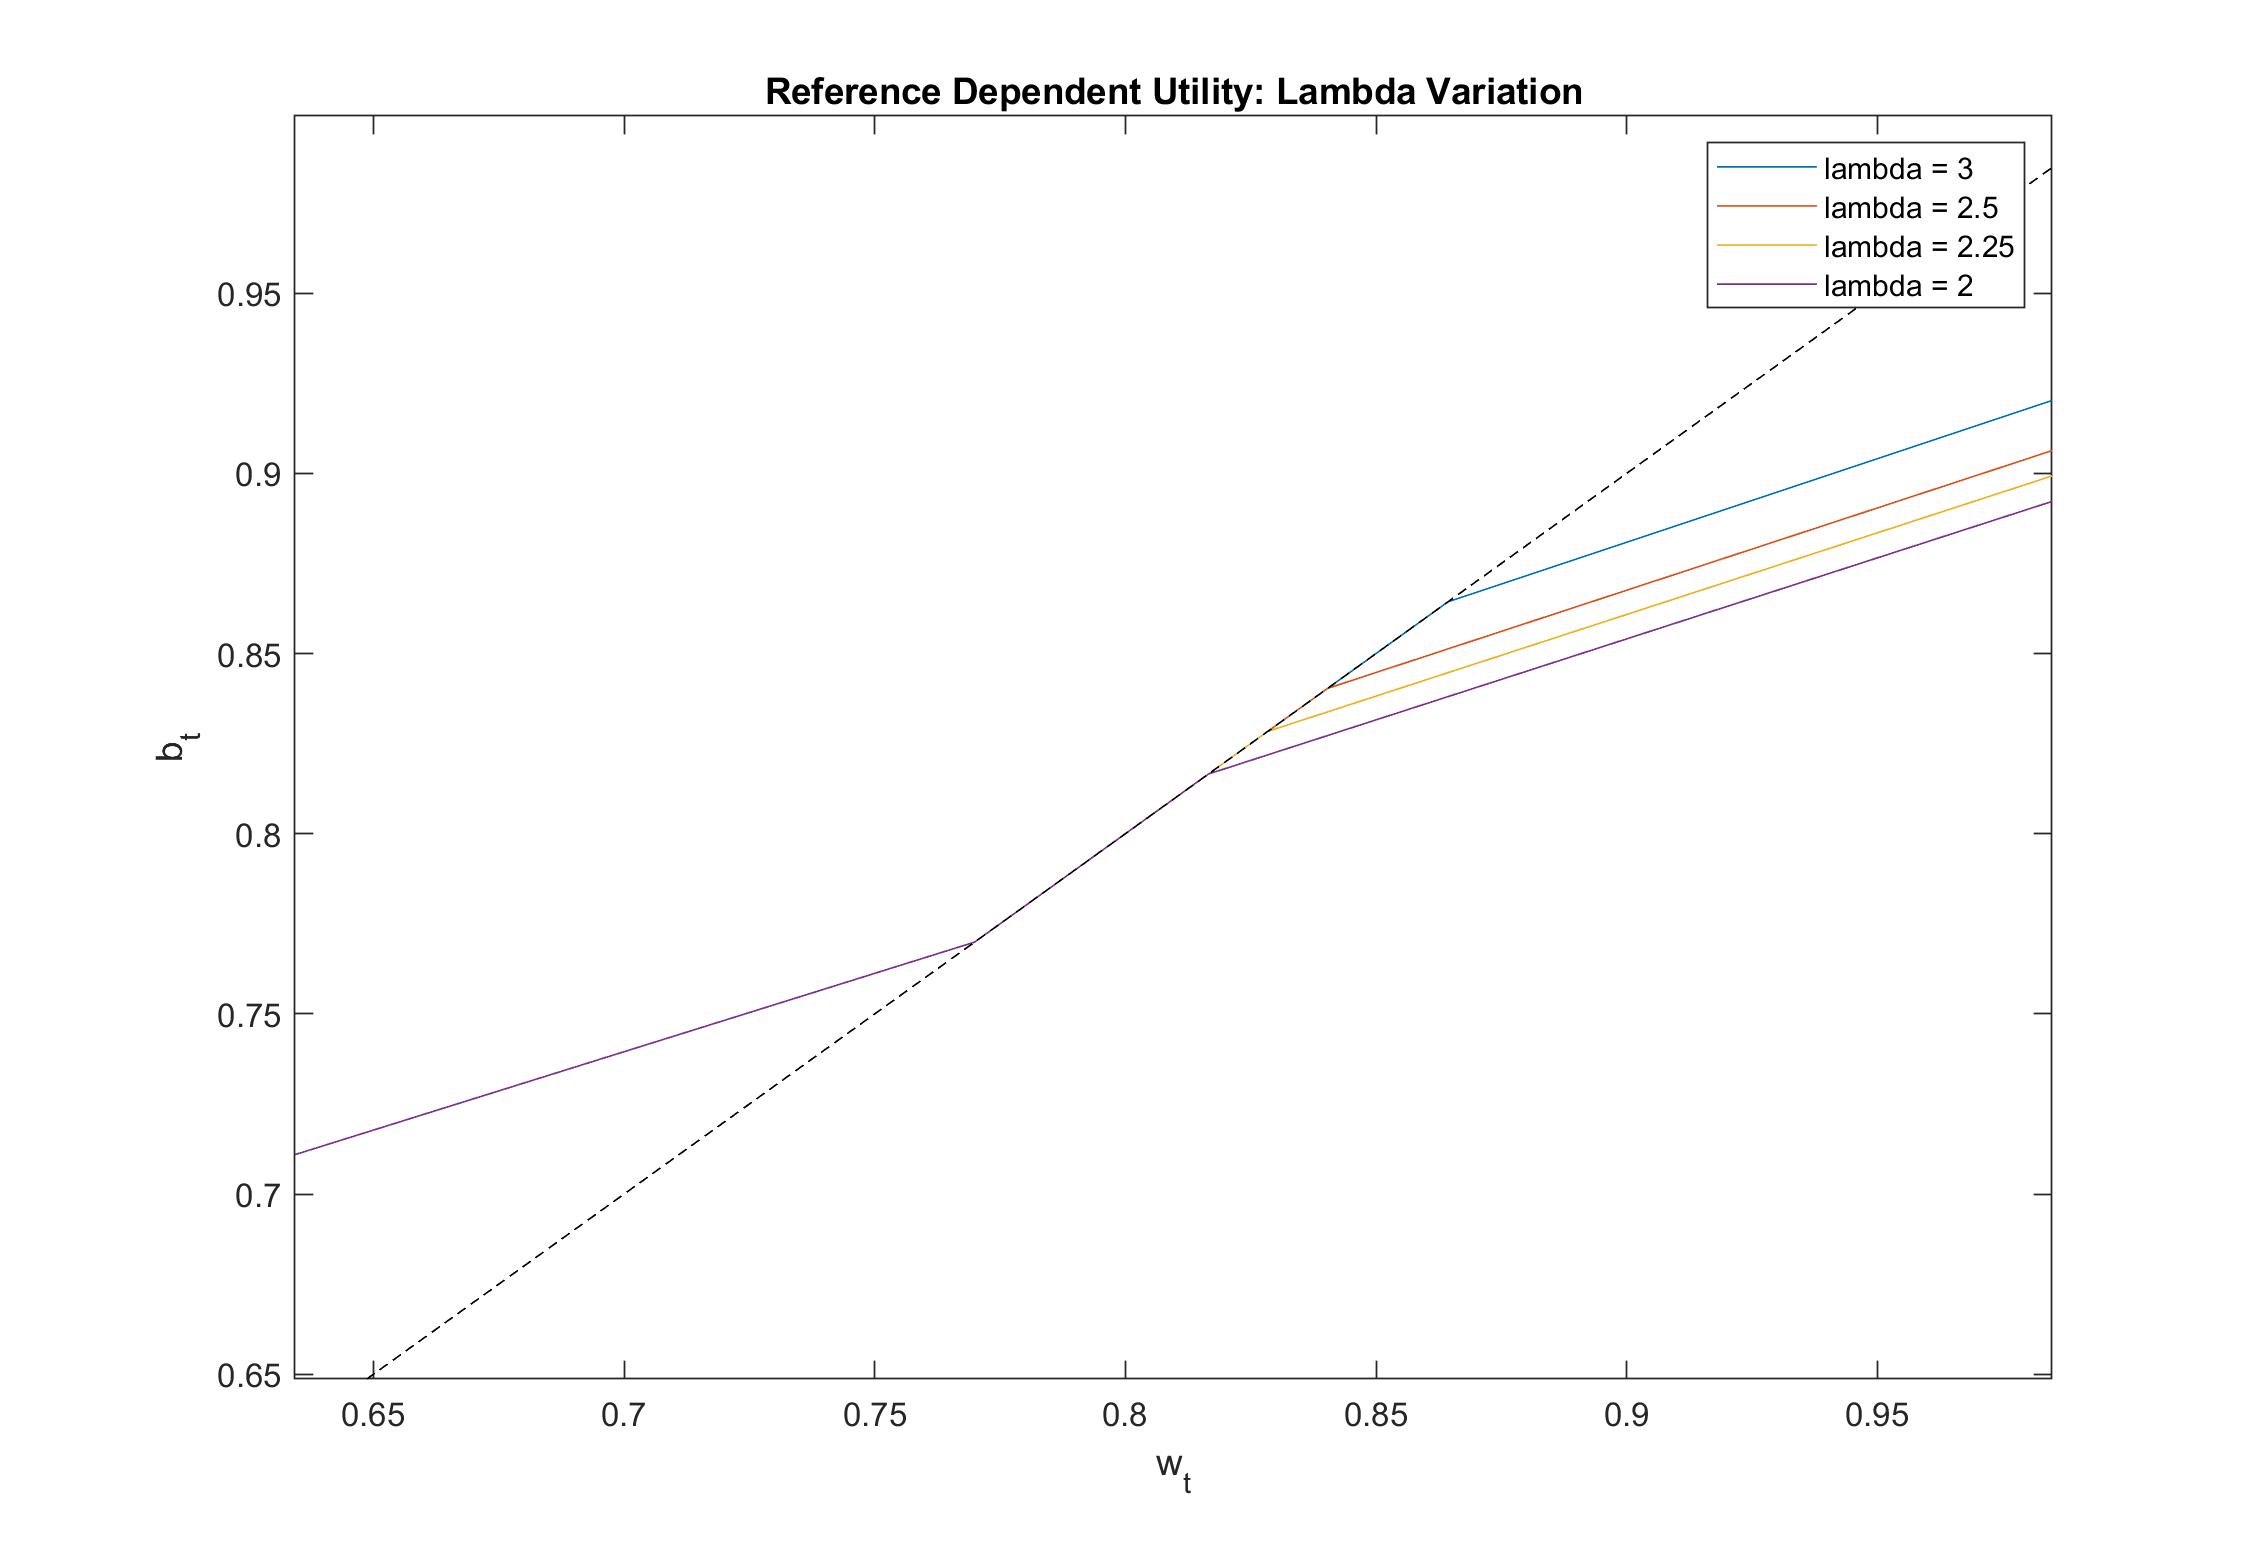 Reference Dependent Utility: Lambda Variation
lambda = 3
lambda = 2.5
lambda = 2.25
lambda = 2
0.95
0.9
0.85
0.8
0.75
0.7
0.65
b_t
0.65 0.7 0.75 0.8 0.85 0.9 0.95
w_t